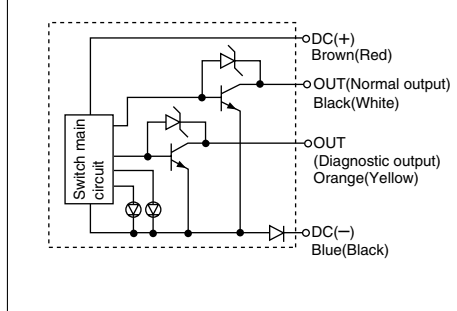 DC(+)
Brown(Red)
OUT(Normal output)
Black(White)
OUT
(Diagnostic output)
Orange(Yellow)
Switch main
circuit
DC(−)
Blue(Black)